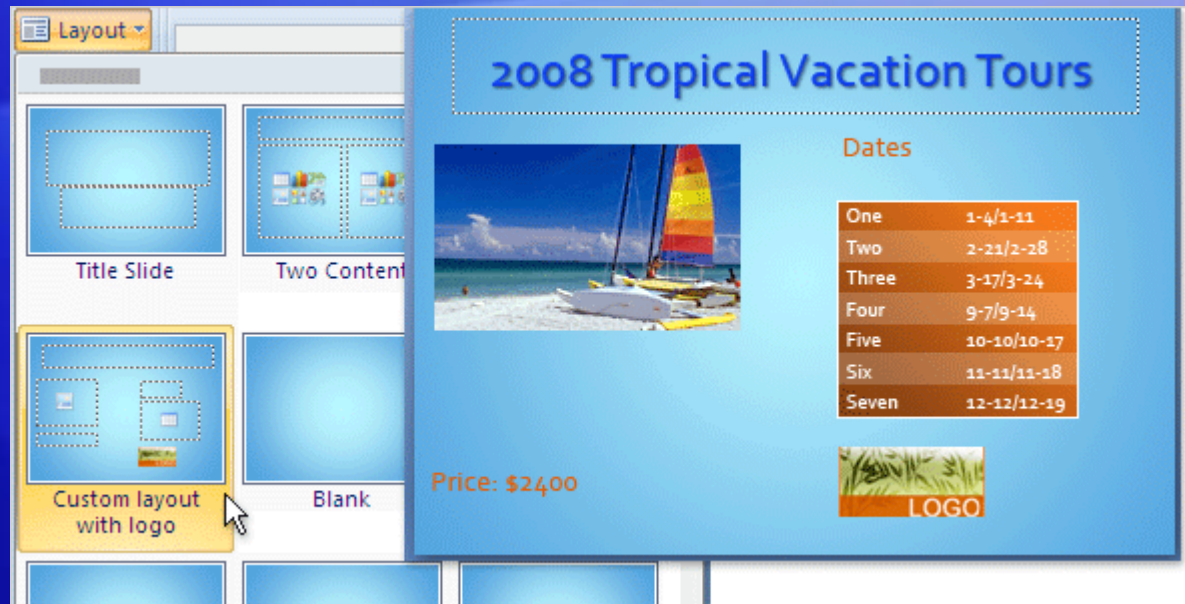 Layout
Title Slide
Two Content
Custom layout
with logo
Blank
2008 Tropical Vacation Tours
Dates
One 1-4/1-11
Two 2-21/2-28
Three 3-17/3-24
Four 9-7/9-14
Five 10-10/10-17
Six 11-11/11-18
Seven 12-12/12-19
Price: $2400
LOGO